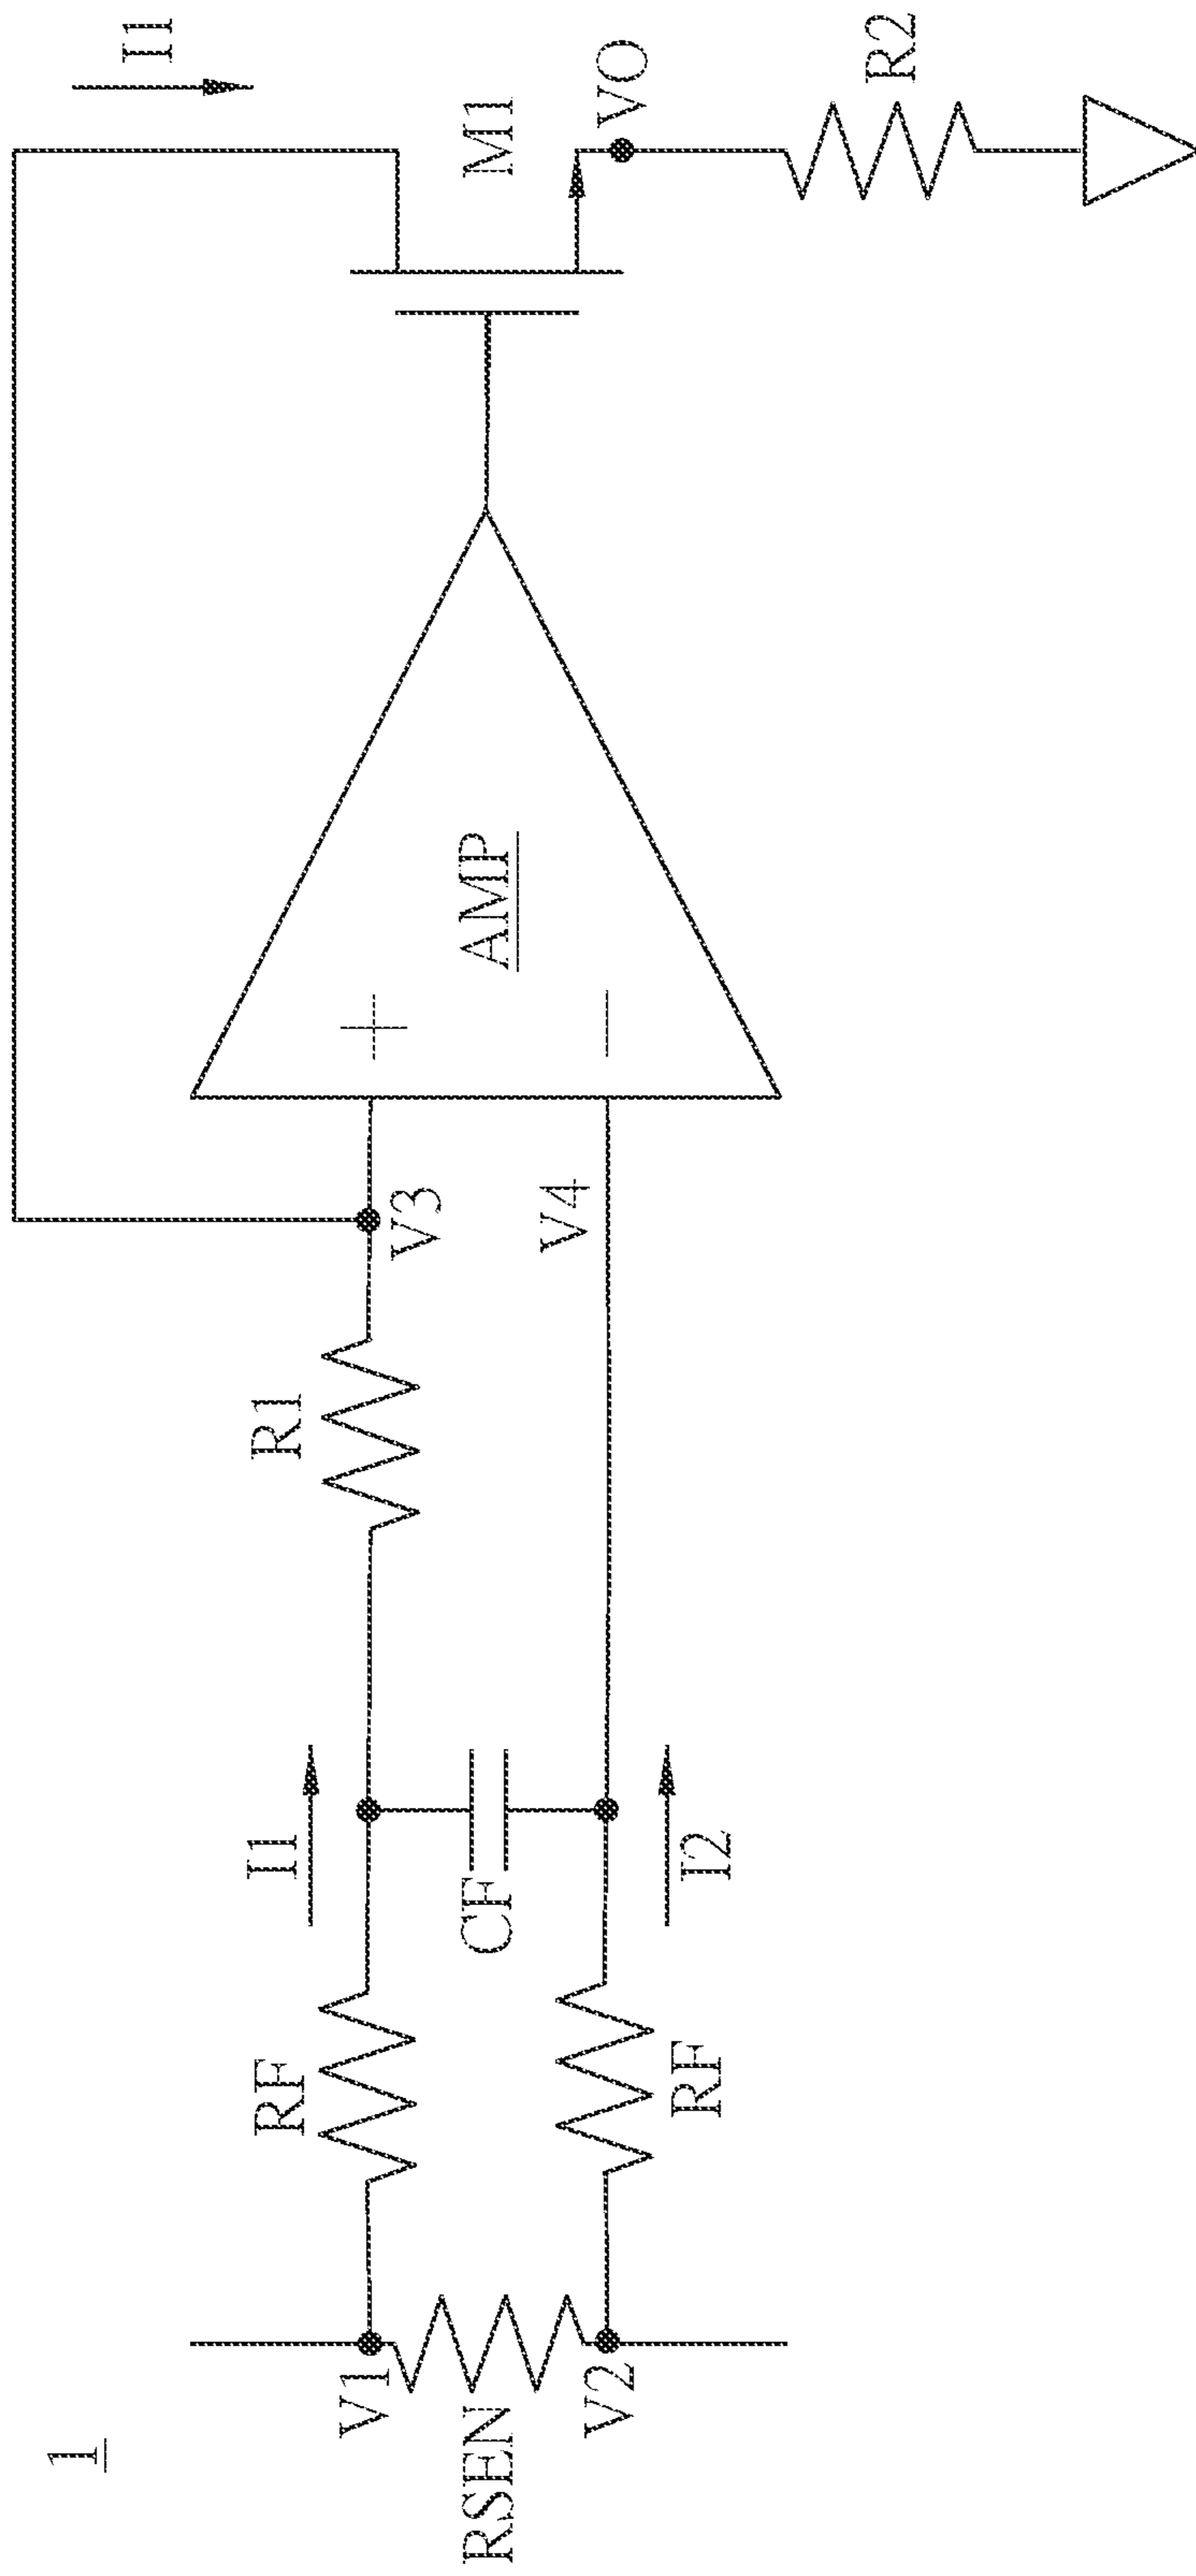 1
I1
M1
VO
R2
AMP
+
−
V3
V4
R1
I1
CF
I2
RF
RF
V1
RSEN
V2